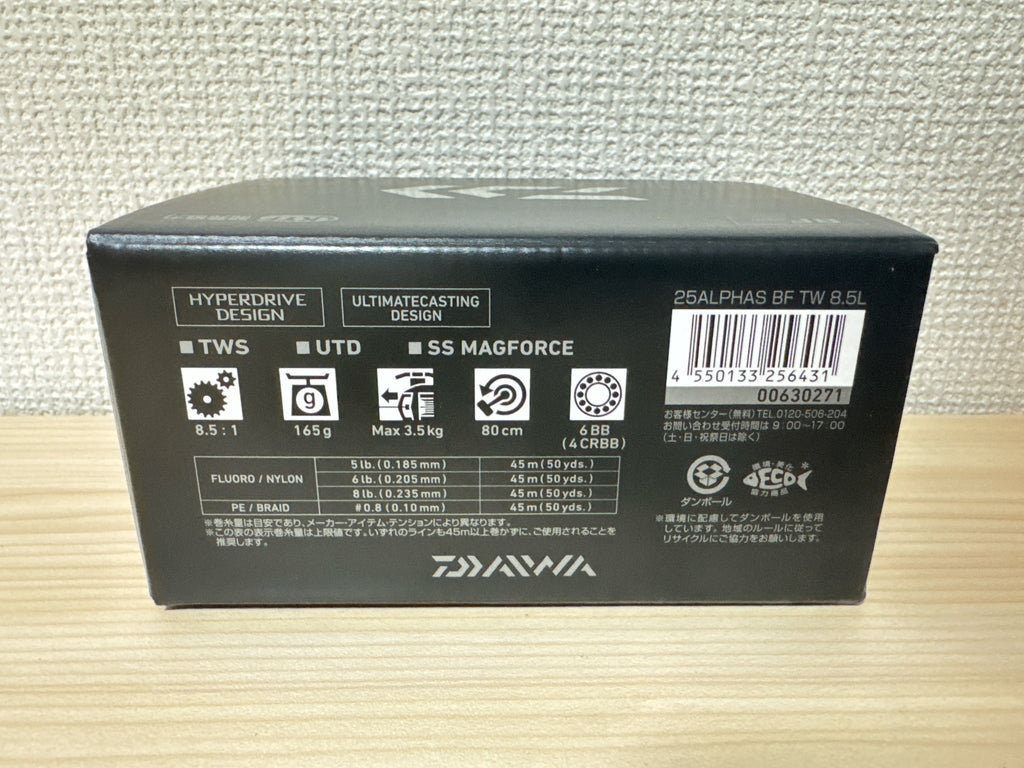 HYPERDRIVE
DESIGN
ULTIMATECASTING
DESIGN
■TWS ■UTD ■SS MAGFORCE
g
8.5:1 165g Max 3.5kg 80cm 6BB
(4CRBB)
FLUORO / NYLON
5lb.(0.185mm) 45m(50yds.)
6lb.(0.205mm) 45m(50yds.)
8lb.(0.235mm) 45m(50yds.)
PE / BRAID #0.8(0.10mm) 45m(50yds.)
※巻糸量は目安であり、メーカー・アイテム・テンションにより異なります。
※この表の表示巻糸量は上限値です。いずれのラインも45m以上巻かずに、ご使用されることを
推奨します。
DAIWA
25ALPHAS BF TW 8.5L
4 550133 256431
00630271
お客様センター(無料)TEL.0120-506-204
お問い合わせ受付時間は 9:00~17:00
(土・日・祝祭日は除く)
ダンボール
環境・美化
ECO
協力商品
※環境に配慮してダンボールを使用
しています。地域のルールに従って
リサイクルにご協力をお願いします。